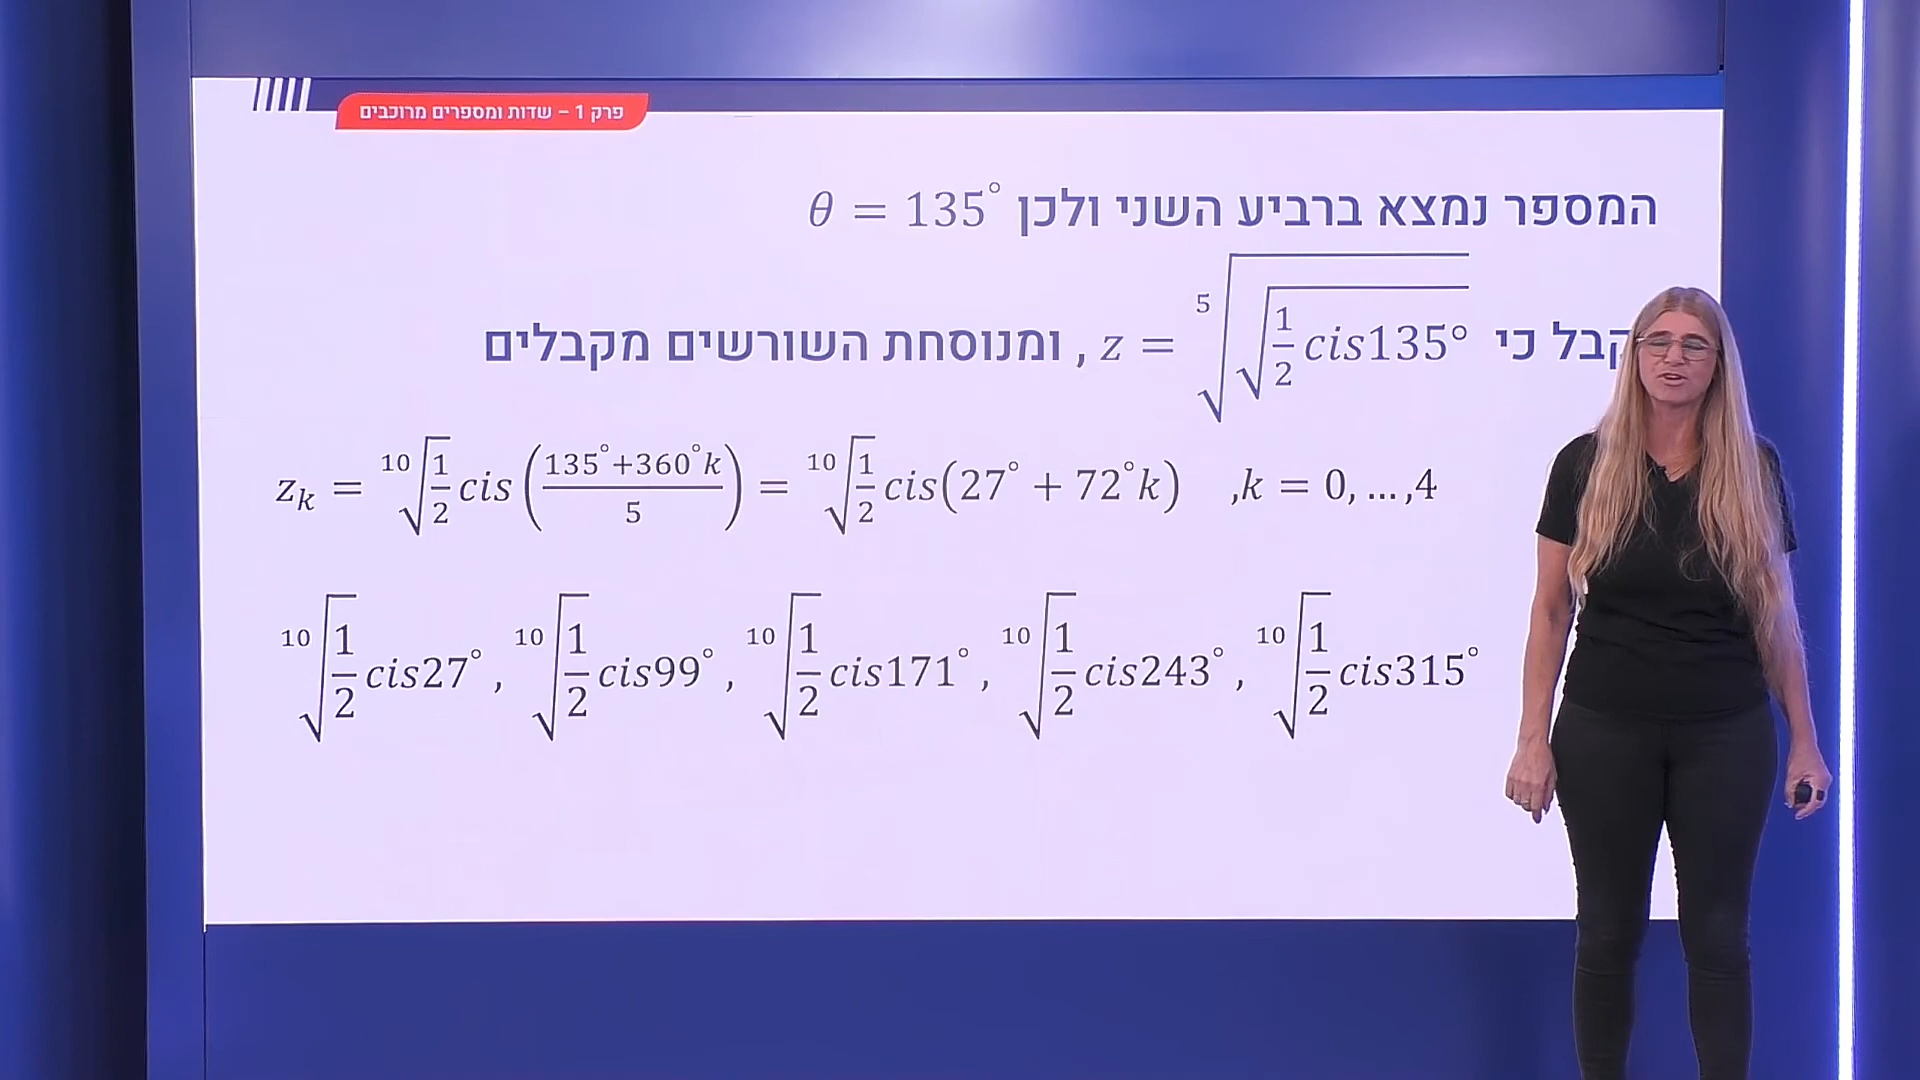 פרק 1 – שדות ומספרים מרוכבים
המספר נמצא ברביע השני ולכן θ = 135°
כי z = ⁵√(√(1/2) cis135°) , ומנוסחת השורשים מקבלים
z_k = ¹⁰√(1/2) cis((135°+360°k)/5) = ¹⁰√(1/2) cis(27° + 72°k) ,k = 0, … ,4
¹⁰√(1/2) cis27° , ¹⁰√(1/2) cis99° , ¹⁰√(1/2) cis171° , ¹⁰√(1/2) cis243° , ¹⁰√(1/2) cis315°